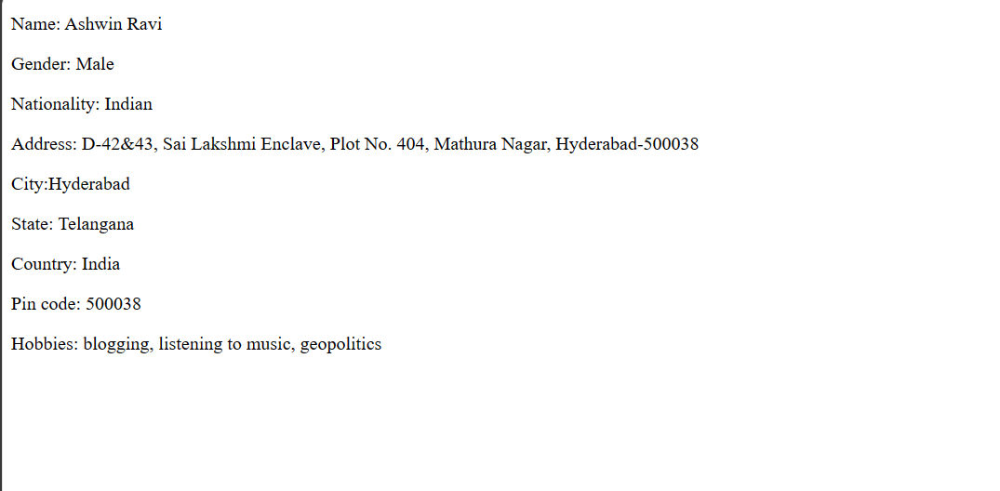 Name: Ashwin Ravi
Gender: Male
Nationality: Indian
Address: D-42&43, Sai Lakshmi Enclave, Plot No. 404, Mathura Nagar, Hyderabad-500038
City:Hyderabad
State: Telangana
Country: India
Pin code: 500038
Hobbies: blogging, listening to music, geopolitics